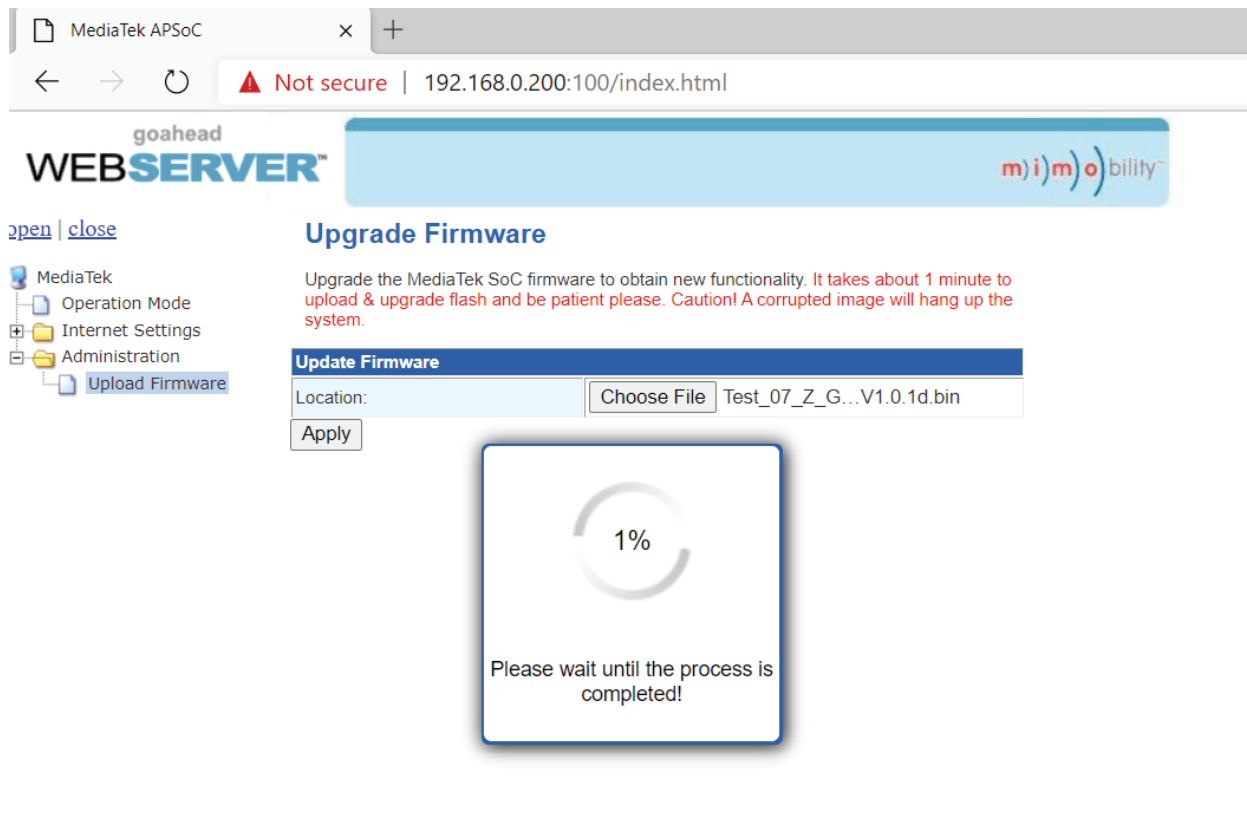 MediaTek APSoC
Not secure | 192.168.0.200:100/index.html
goahead
WEBSERVER™
m)i)m)o)bility™
open | close
MediaTek
Operation Mode
Internet Settings
Administration
Upload Firmware
Upgrade Firmware
Upgrade the MediaTek SoC firmware to obtain new functionality. It takes about 1 minute to
upload & upgrade flash and be patient please. Caution! A corrupted image will hang up the
system.
Update Firmware
Location:
Choose File Test_07_Z_G...V1.0.1d.bin
Apply
1%
Please wait until the process is
completed!